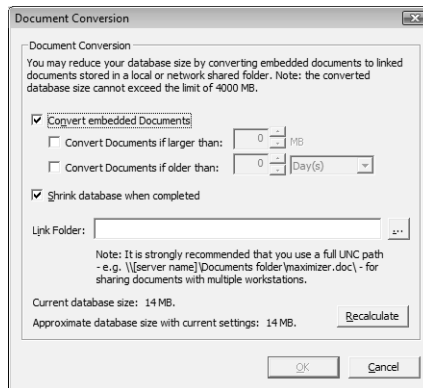 Document Conversion
Document Conversion
You may reduce your database size by converting embedded documents to linked
documents stored in a local or network shared folder. Note: the converted
database size cannot exceed the limit of 4000 MB.
Convert embedded Documents
Convert Documents if larger than: 0 MB
Convert Documents if older than: 0 Day(s)
Shrink database when completed
Link Folder: ...
Note: It is strongly recommended that you use a full UNC path
- e.g. \\[server name]\Documents folder\maximizer.doc\ - for
sharing documents with multiple workstations.
Current database size: 14 MB.
Approximate database size with current settings: 14 MB.
Recalculate
OK Cancel